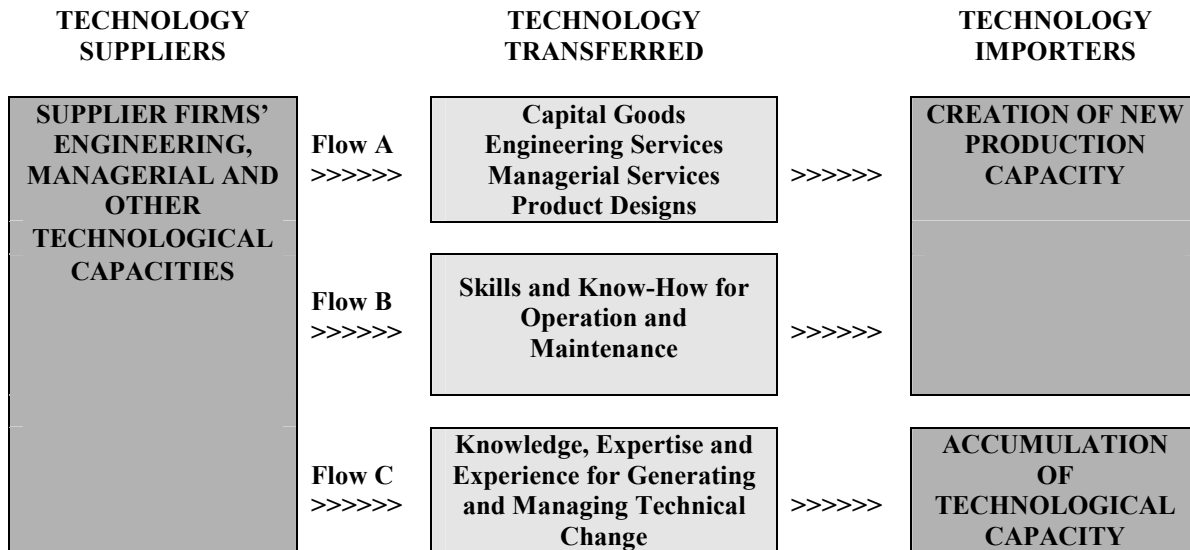 TECHNOLOGY
SUPPLIERS
TECHNOLOGY
TRANSFERRED
TECHNOLOGY
IMPORTERS
SUPPLIER FIRMS'
ENGINEERING,
MANAGERIAL AND
OTHER
TECHNOLOGICAL
CAPACITIES
Flow A
>>>>>>
Capital Goods
Engineering Services
Managerial Services
Product Designs
>>>>>>
CREATION OF NEW
PRODUCTION
CAPACITY
Flow B
>>>>>>
Skills and Know-How for
Operation and
Maintenance
>>>>>>
Flow C
>>>>>>
Knowledge, Expertise and
Experience for Generating
and Managing Technical
Change
>>>>>>
ACCUMULATION
OF
TECHNOLOGICAL
CAPACITY